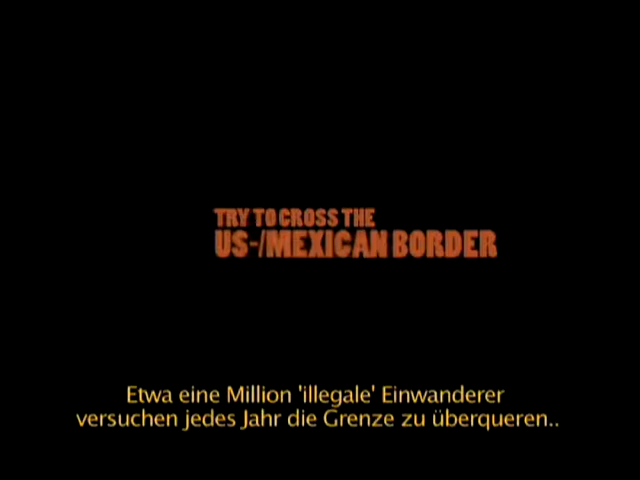 TRY TO CROSS THE
US-/MEXICAN BORDER
Etwa eine Million 'illegale' Einwanderer
versuchen jedes Jahr die Grenze zu überqueren..